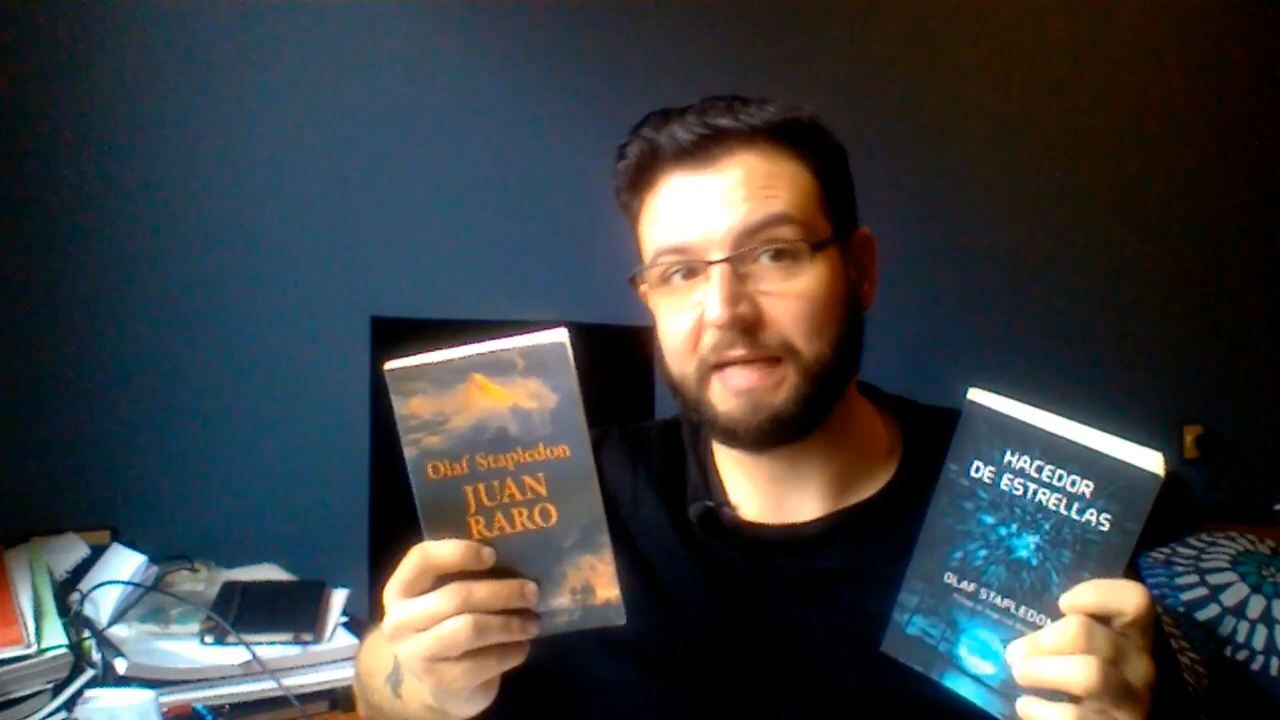 Olaf Stapledon
JUAN
RARO
HACEDOR
DE ESTRELLAS
OLAF STAPLEDON